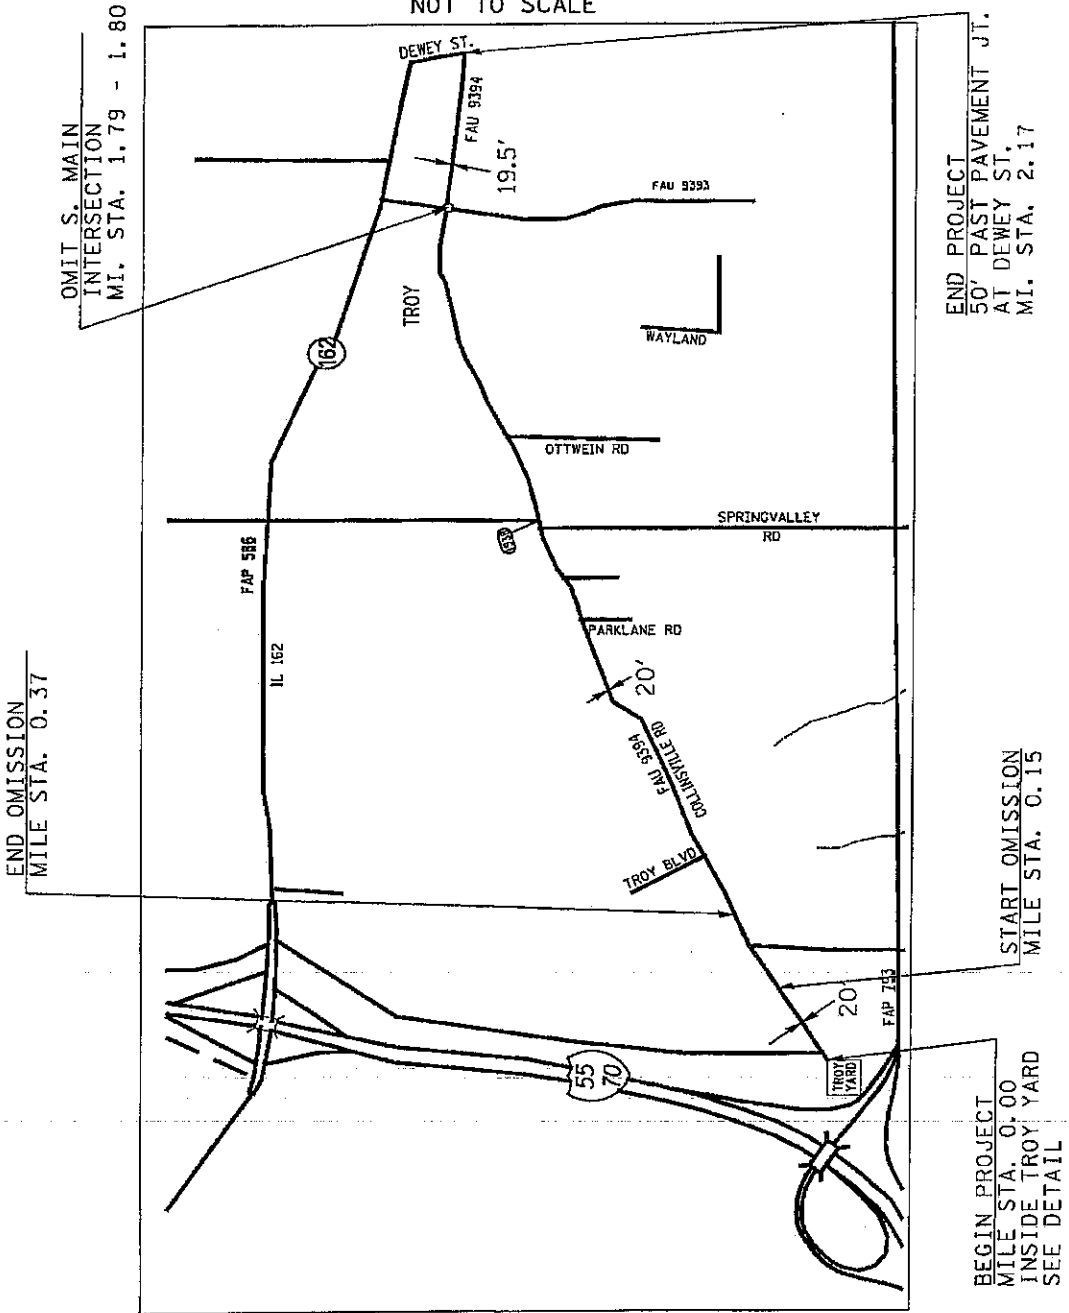 NOT TO SCALE
OMIT S. MAIN
INTERSECTION
MI. STA. 1.79 - 1.80
DEWEY ST.
FAU 9394
19.5'
FAU 9393
END PROJECT
50' PAST PAVEMENT JT.
AT DEWEY ST.
MI. STA. 2.17
162
TROY
WAYLAND
OTTWEIN RD
SPRINGVALLEY
RD
FAP 586
IL 162
PARKLANE RD
20'
FAU 9394
COLLINSVILLE RD
TROY BLVD
END OMISSION
MILE STA. 0.37
START OMISSION
MILE STA. 0.15
20'
FAP 793
55
70
TROY
YARD
BEGIN PROJECT
MILE STA. 0.00
INSIDE TROY YARD
SEE DETAIL